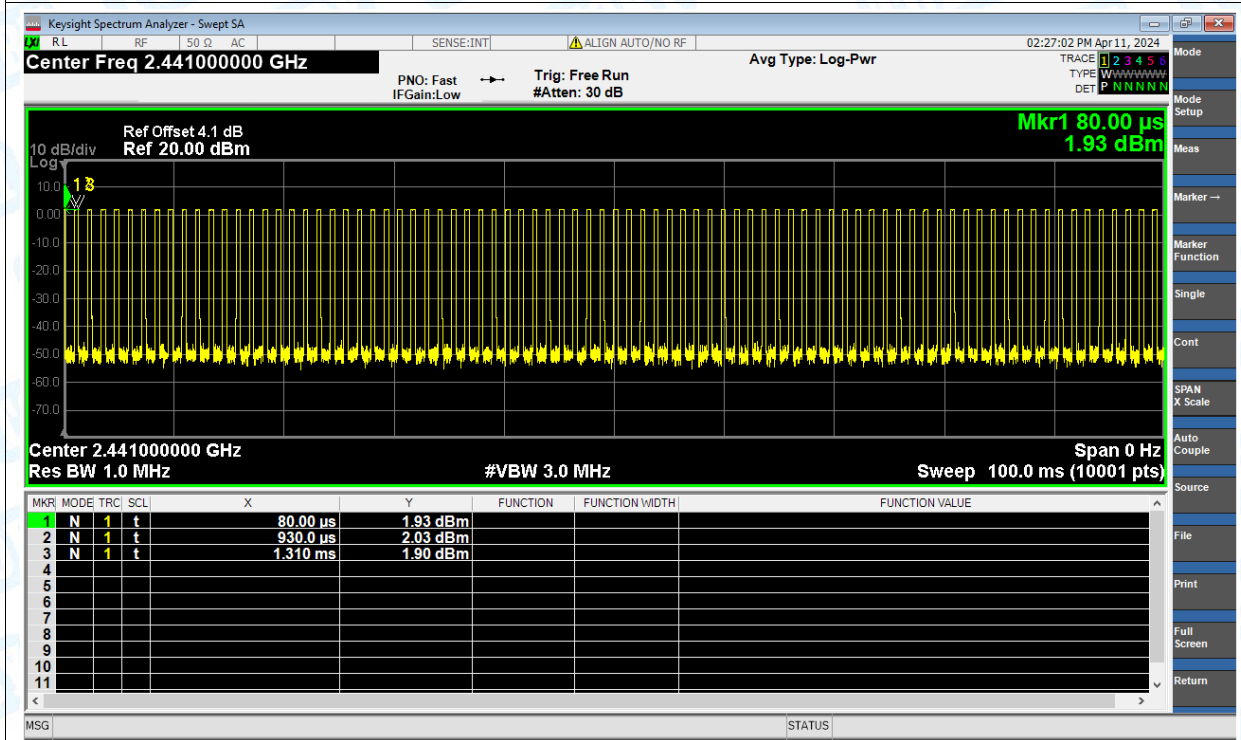 Keysight Spectrum Analyzer - Swept SA
LXI RL RF 50 Ω AC SENSE:INT ALIGN AUTO/NO RF 02:27:02 PM Apr 11, 2024
Center Freq 2.441000000 GHz
PNO: Fast
IFGain:Low
Trig: Free Run
#Atten: 30 dB
Avg Type: Log-Pwr
TRACE 1 2 3 4 5 6
TYPE WWWWWW
DET P N N N N N
Mkr1 80.00 µs
1.93 dBm
Ref Offset 4.1 dB
10 dB/div Ref 20.00 dBm
Log
10.0
0.00
-10.0
-20.0
-30.0
-40.0
-50.0
-60.0
-70.0
Center 2.441000000 GHz Span 0 Hz
Res BW 1.0 MHz #VBW 3.0 MHz Sweep 100.0 ms (10001 pts)
MKR MODE TRC SCL X Y FUNCTION FUNCTION WIDTH FUNCTION VALUE
1 N 1 t 80.00 µs 1.93 dBm
2 N 1 t 930.0 µs 2.03 dBm
3 N 1 t 1.310 ms 1.90 dBm
4
5
6
7
8
9
10
11
MSG STATUS
Mode
Mode
Setup
Meas
Marker →
Marker
Function
Single
Cont
SPAN
X Scale
Auto
Couple
Source
File
Print
Full
Screen
Return